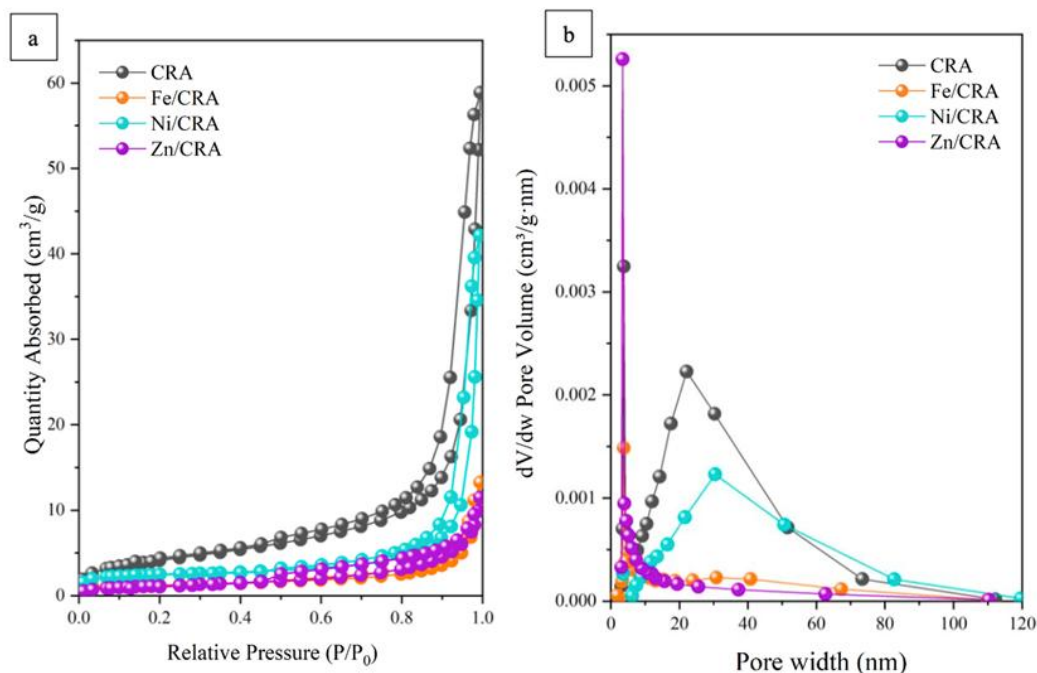 a
Quantity Absorbed (cm³/g)
60
50
40
30
20
10
0
CRA
Fe/CRA
Ni/CRA
Zn/CRA
0.0 0.2 0.4 0.6 0.8 1.0
Relative Pressure (P/P₀)
b
dV/dw Pore Volume (cm³/g·nm)
0.005
0.004
0.003
0.002
0.001
0.000
CRA
Fe/CRA
Ni/CRA
Zn/CRA
0 20 40 60 80 100 120
Pore width (nm)